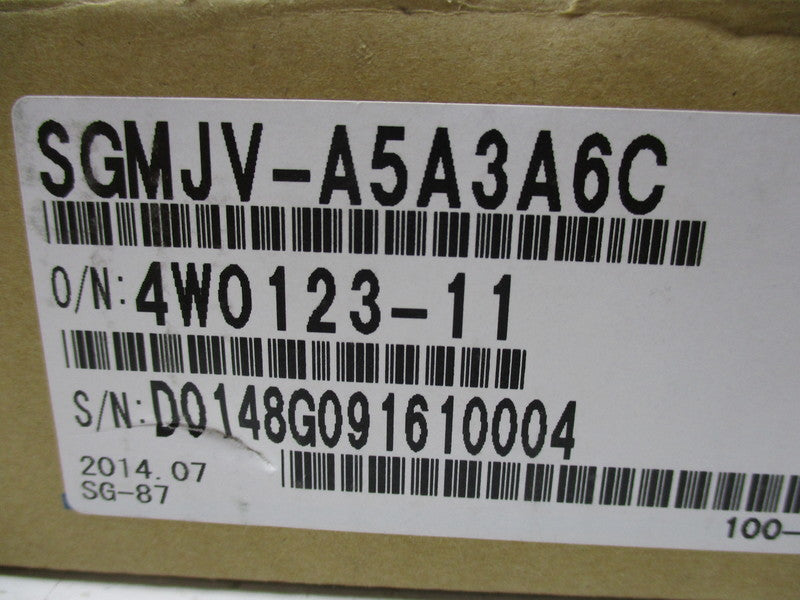 SGMJV-A5A3A6C
O/N: 4W0123-11
S/N: D0148G091610004
2014.07
SG-87
100-